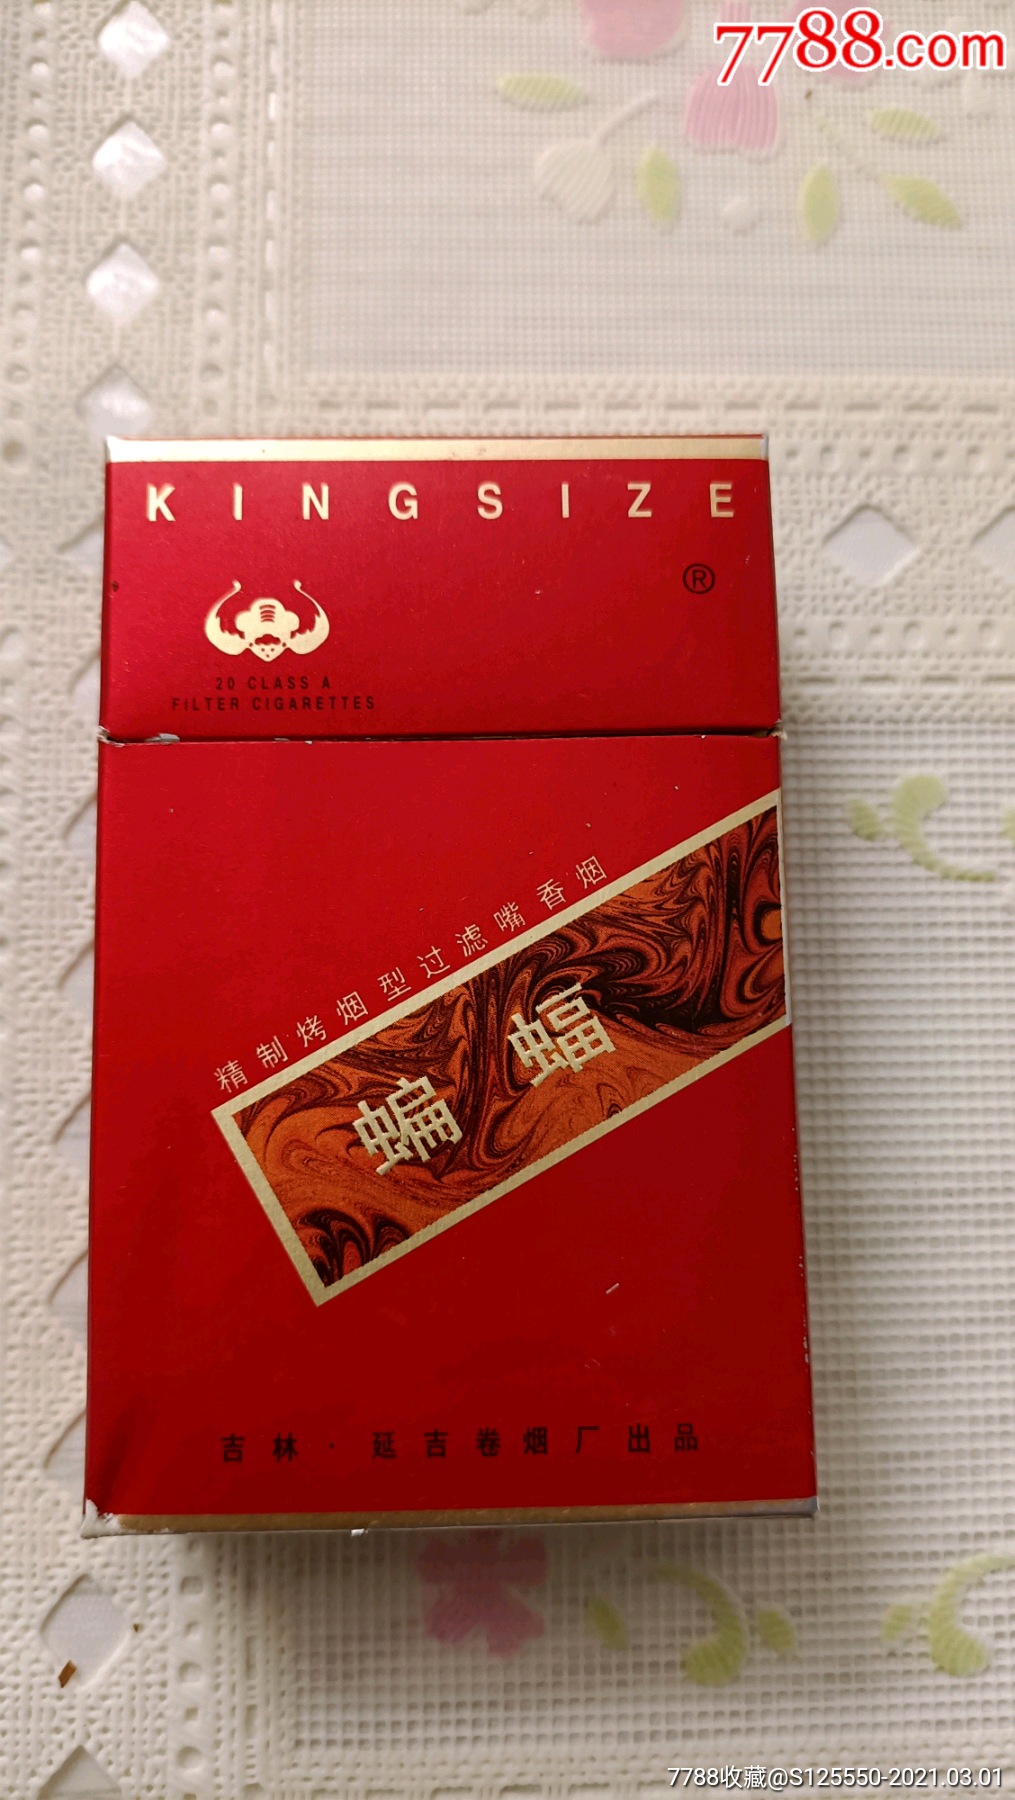 7788.com
KINGSIZE
®
20 CLASS A
FILTER CIGARETTES
精制烤烟型过滤嘴香烟
蝙蝠
吉林·延吉卷烟厂出品
7788收藏@S125550-2021.03.01